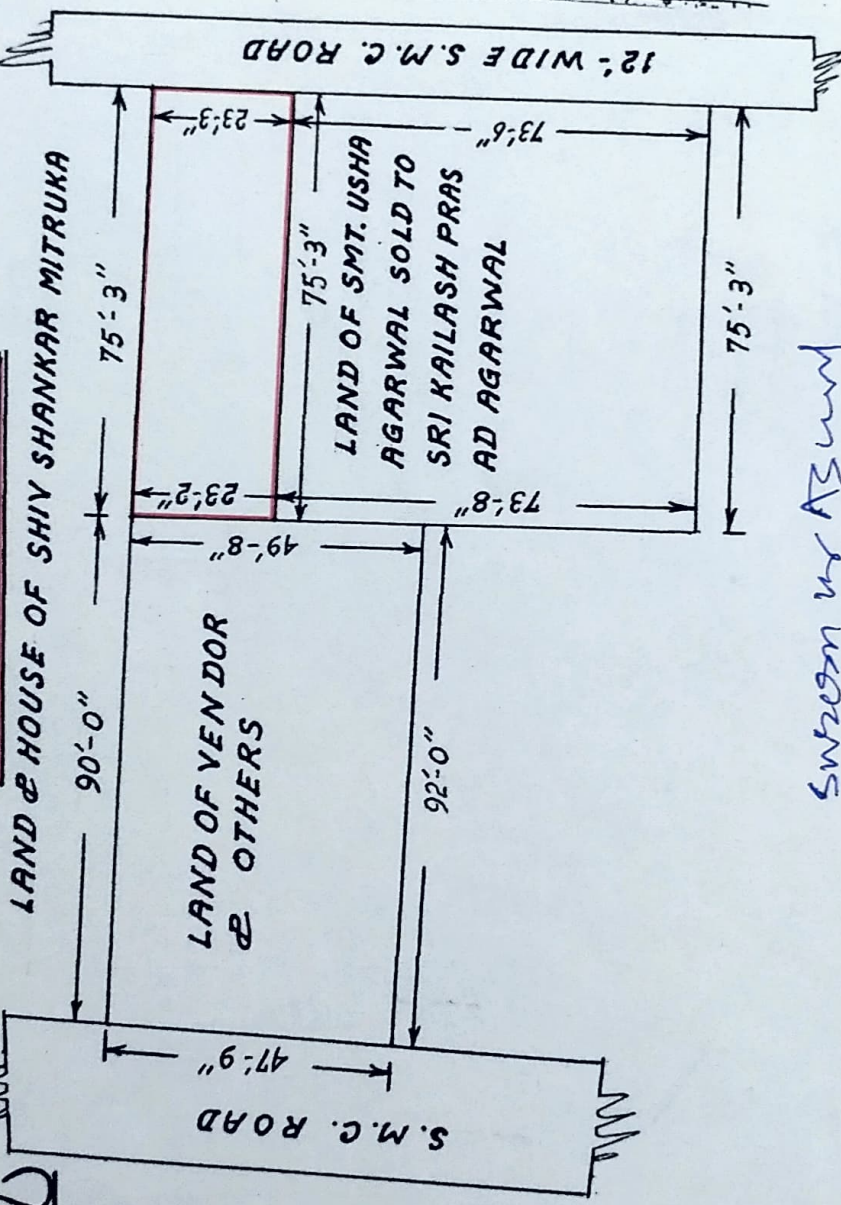 LAND & HOUSE OF SHIV SHANKAR MITRUKA
90'-0"
75'-3"
12'-WIDE S.M.C. ROAD
23'-3"
23'-2"
75'-3"
73'-6"
73'-8"
LAND OF SMT. USHA
AGARWAL SOLD TO
SRI KAILASH PRAS
AD AGARWAL
75'-3"
49'-8"
LAND OF VENDOR
& OTHERS
92'-0"
47'-9"
S.M.C. ROAD